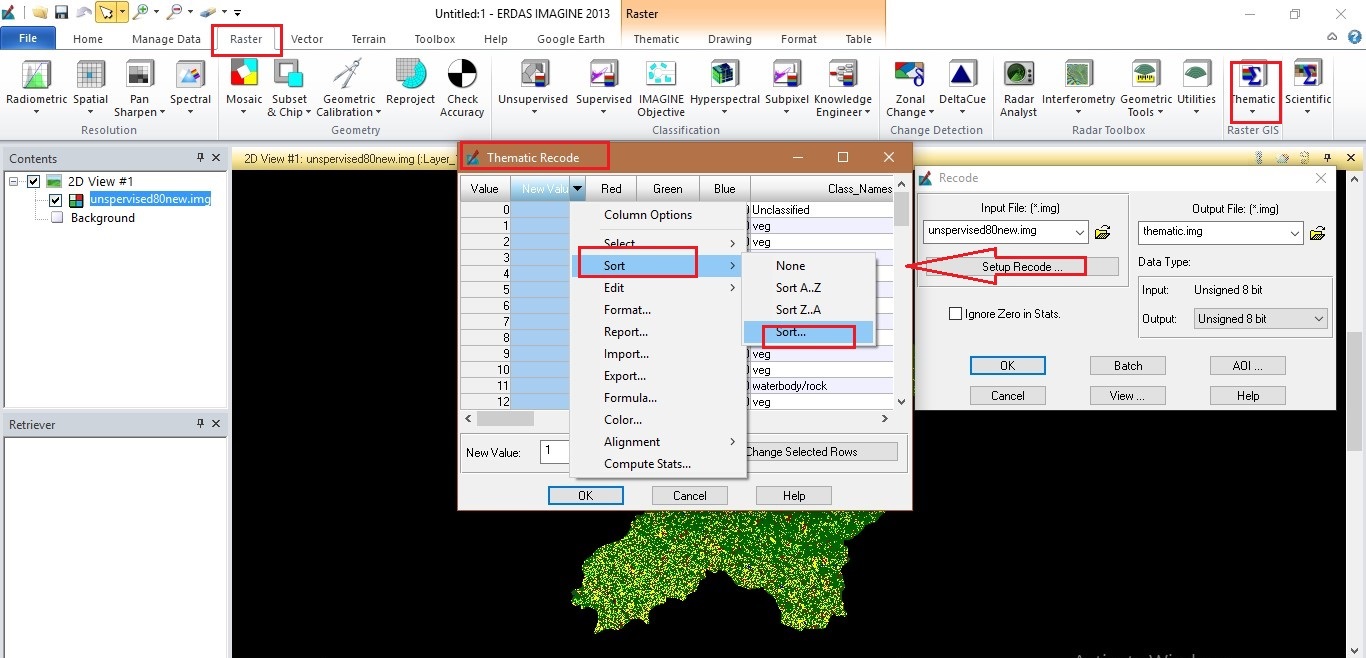 Untitled:1 - ERDAS IMAGINE 2013
Raster
File
Home
Manage Data
Raster
Vector
Terrain
Toolbox
Help
Google Earth
Thematic
Drawing
Format
Table
Radiometric
Spatial
Pan
Sharpen
Spectral
Mosaic
Subset
& Chip
Geometric
Calibration
Reproject
Check
Accuracy
Unsupervised
Supervised
IMAGINE
Objective
Hyperspectral
Subpixel
Knowledge
Engineer
Zonal
Change
DeltaCue
Radar
Analyst
Interferometry
Geometric
Tools
Utilities
Thematic
Scientific
Resolution
Geometry
Classification
Change Detection
Radar Toolbox
Raster GIS
Contents
2D View #1
unspervised80new.img
Background
Retriever
2D View #1: unspervised80new.img (:Layer_
Thematic Recode
Value
New Valu
Red
Green
Blue
Class_Names
0
Unclassified
1
veg
2
veg
3
4
5
6
7
8
9
veg
10
veg
11
waterbody/rock
12
veg
Column Options
Select
Sort
Edit
Format...
Report...
Import...
Export...
Formula...
Color...
Alignment
Compute Stats...
None
Sort A..Z
Sort Z..A
Sort...
New Value:
1
Change Selected Rows
OK
Cancel
Help
Recode
Input File: (*.img)
unspervised80new.img
Setup Recode ...
Ignore Zero in Stats.
Output File: (*.img)
thematic.img
Data Type:
Input:
Unsigned 8 bit
Output:
Unsigned 8 bit
OK
Batch
AOI ...
Cancel
View ...
Help